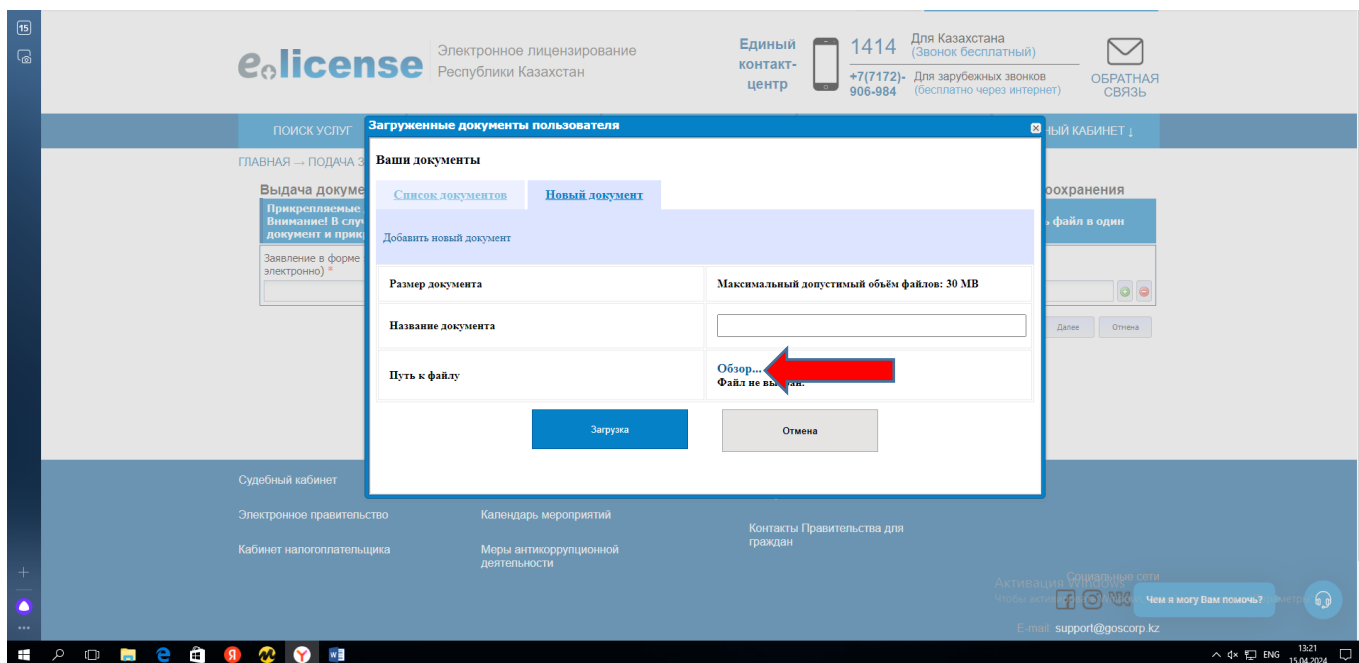 15
e.license
Электронное лицензирование
Республики Казахстан
Единый
контакт-
центр
1414
Для Казахстана
(Звонок бесплатный)
+7(7172)-
906-984
Для зарубежных звонков
(бесплатно через интернет)
ОБРАТНАЯ
СВЯЗЬ
ПОИСК УСЛУГ
НЫЙ КАБИНЕТ ↓
Загруженные документы пользователя
ГЛАВНАЯ → ПОДАЧА З
Ваши документы
Выдача докуме
оохранения
Список документов
Новый документ
Прикрепляемые
Внимание! В случ
ь файл в один
документ и прик
Добавить новый документ
Заявление в форме
электронно) *
Размер документа
Максимальный допустимый объём файлов: 30 MB
Название документа
Далее
Отмена
Путь к файлу
Обзор...
Файл не
Загрузка
Отмена
Судебный кабинет
Электронное правительство
Кабинет налогоплательщика
Календарь мероприятий
Меры антикоррупционной
деятельности
Контакты Правительства для
граждан
Социальные сети
Активация Windows
Чтобы
Чем я могу Вам помочь?
E-mail: support@goscorp.kz
ENG
13:21
15.04.2024